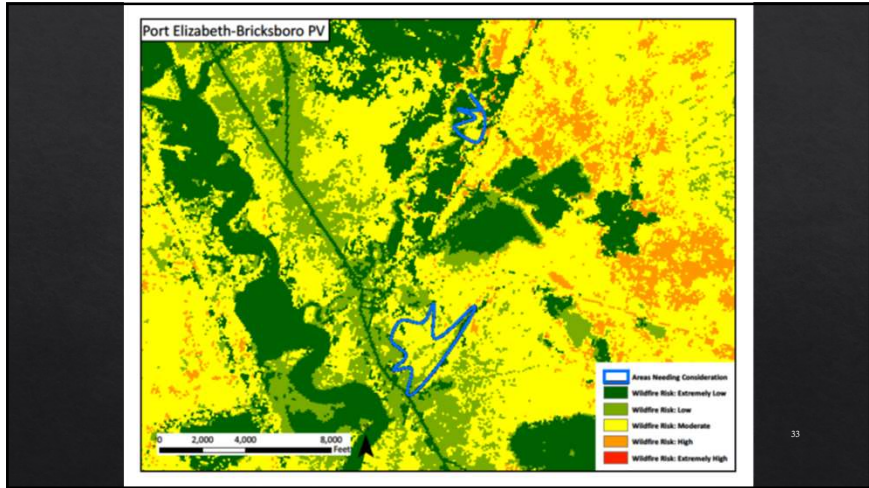 Port Elizabeth-Bricksboro PV
Areas Needing Consideration
Wildfire Risk: Extremely Low
Wildfire Risk: Low
Wildfire Risk: Moderate
Wildfire Risk: High
Wildfire Risk: Extremely High
0 2,000 4,000 8,000
Feet
33